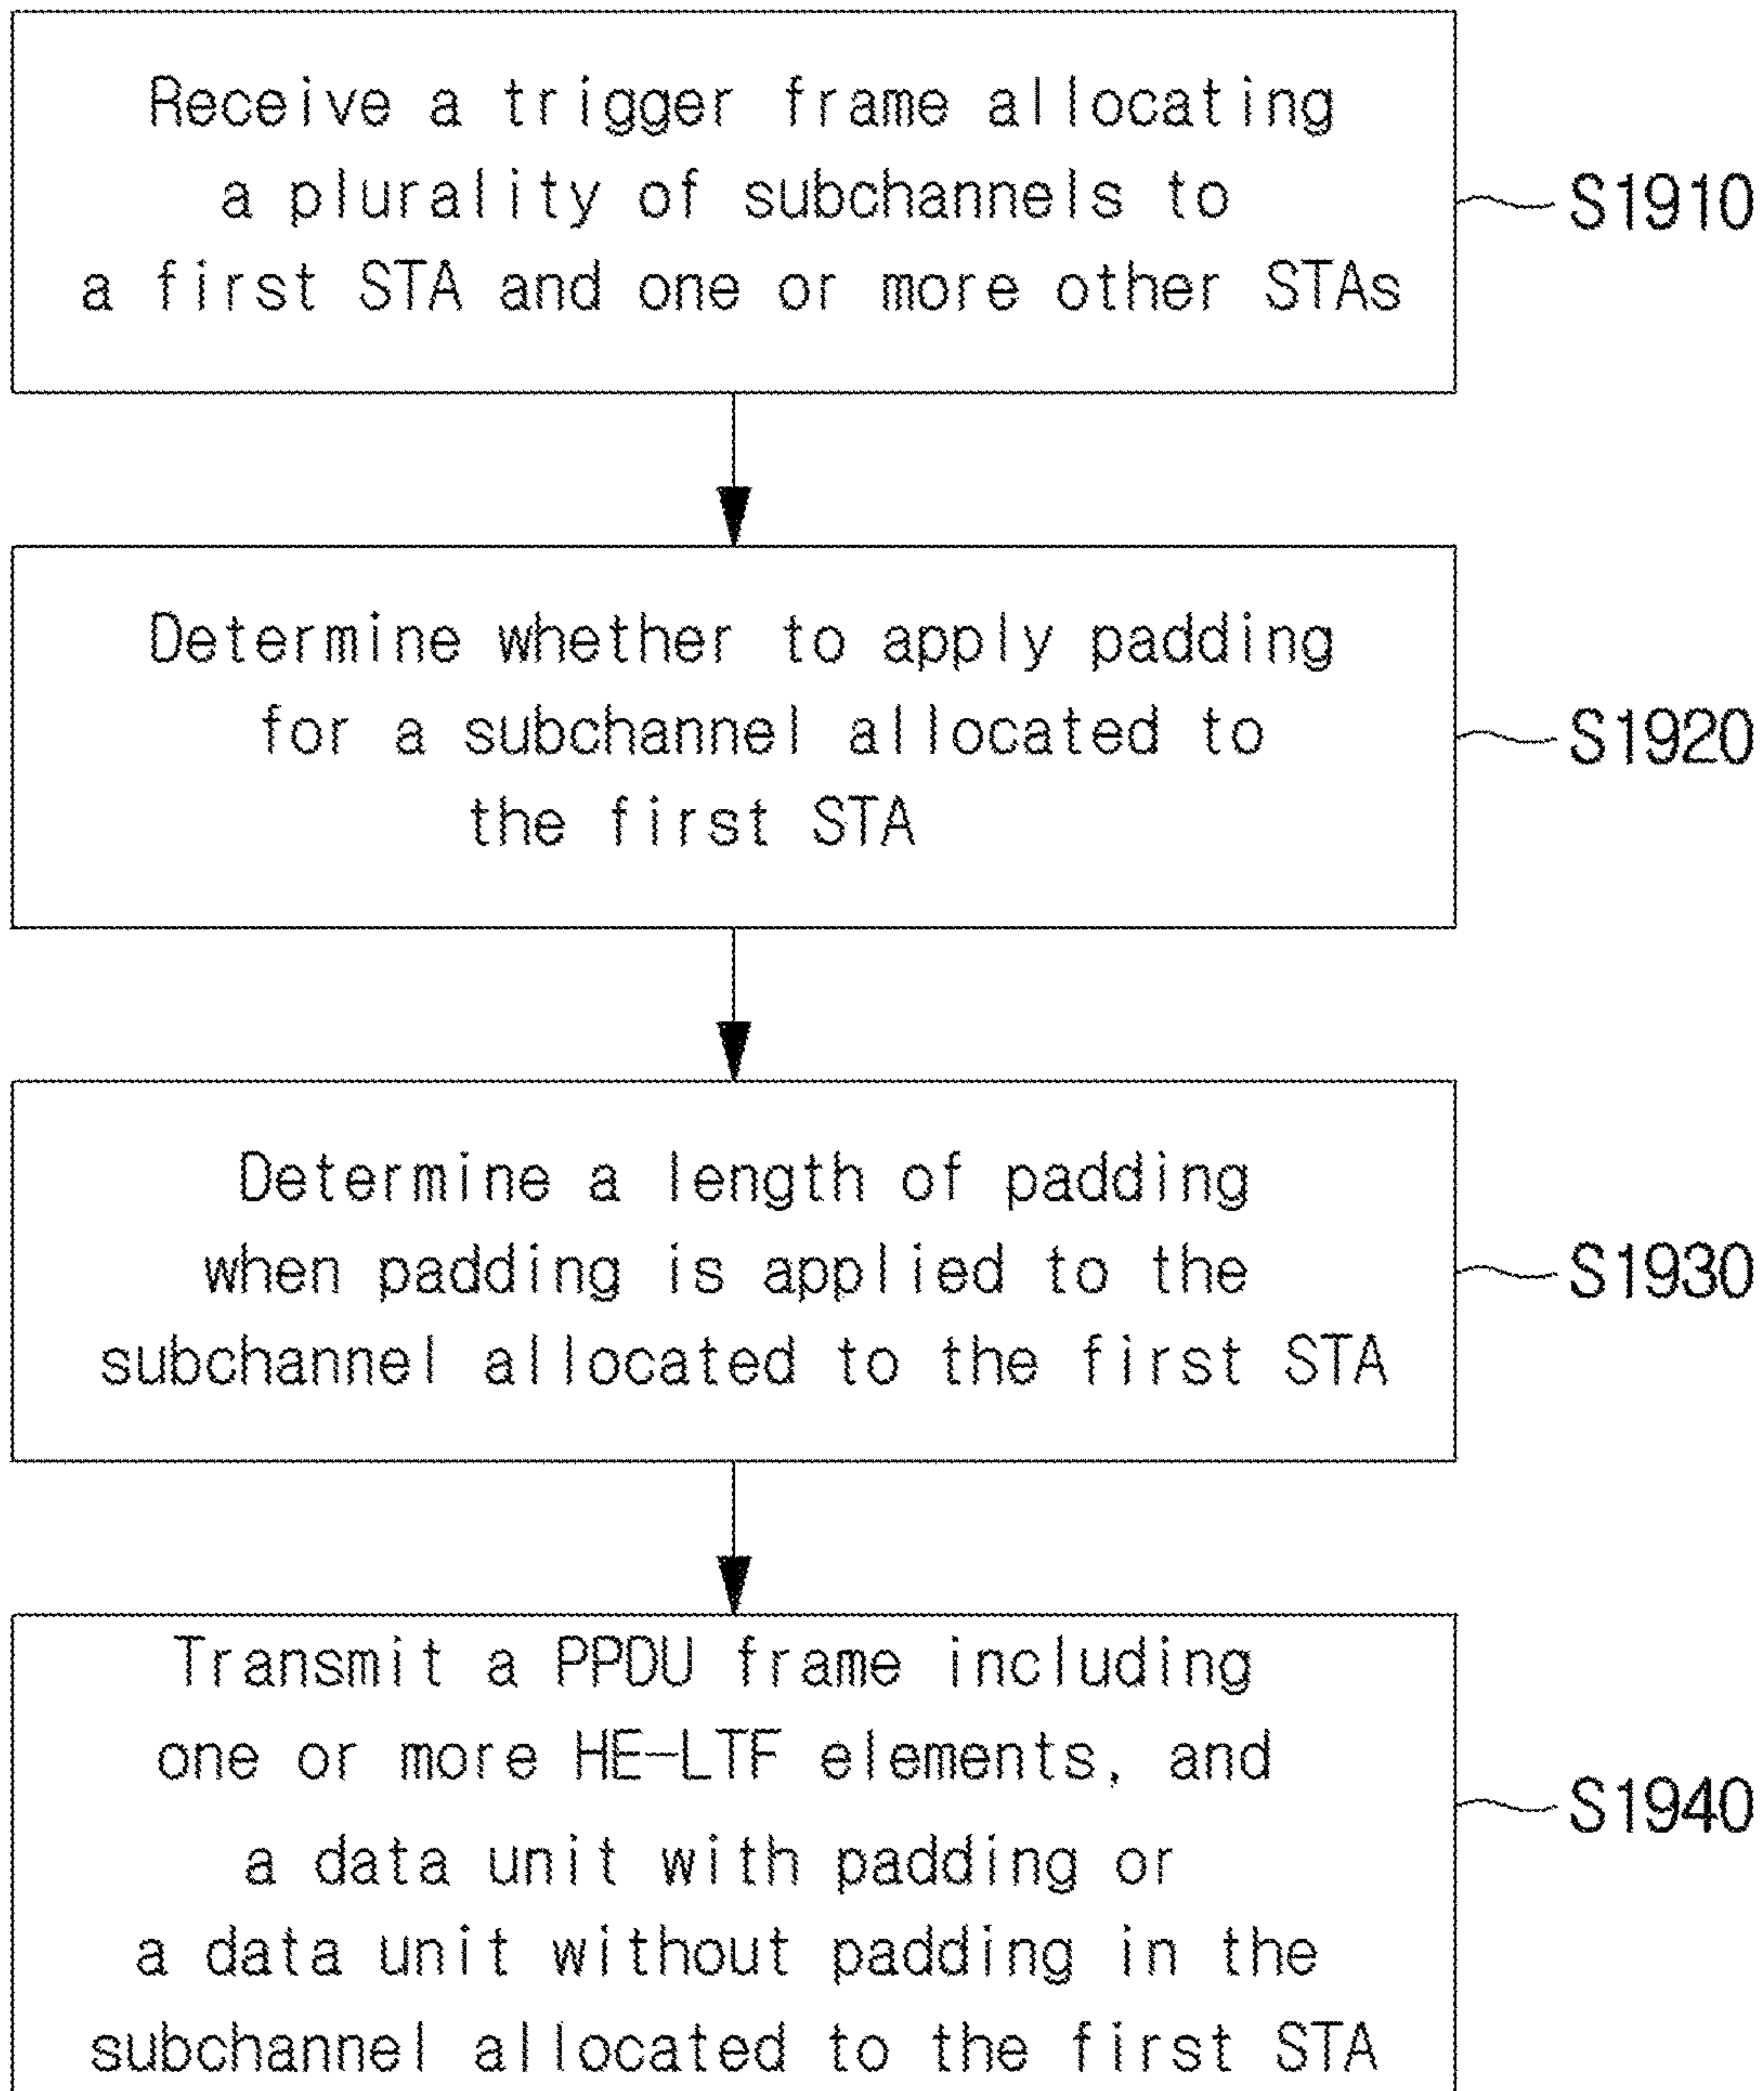 Receive a trigger frame allocating
a plurality of subchannels to
a first STA and one or more other STAs
S1910
Determine whether to apply padding
for a subchannel allocated to
the first STA
S1920
Determine a length of padding
when padding is applied to the
subchannel allocated to the first STA
S1930
Transmit a PPDU frame including
one or more HE-LTF elements, and
a data unit with padding or
a data unit without padding in the
subchannel allocated to the first STA
S1940